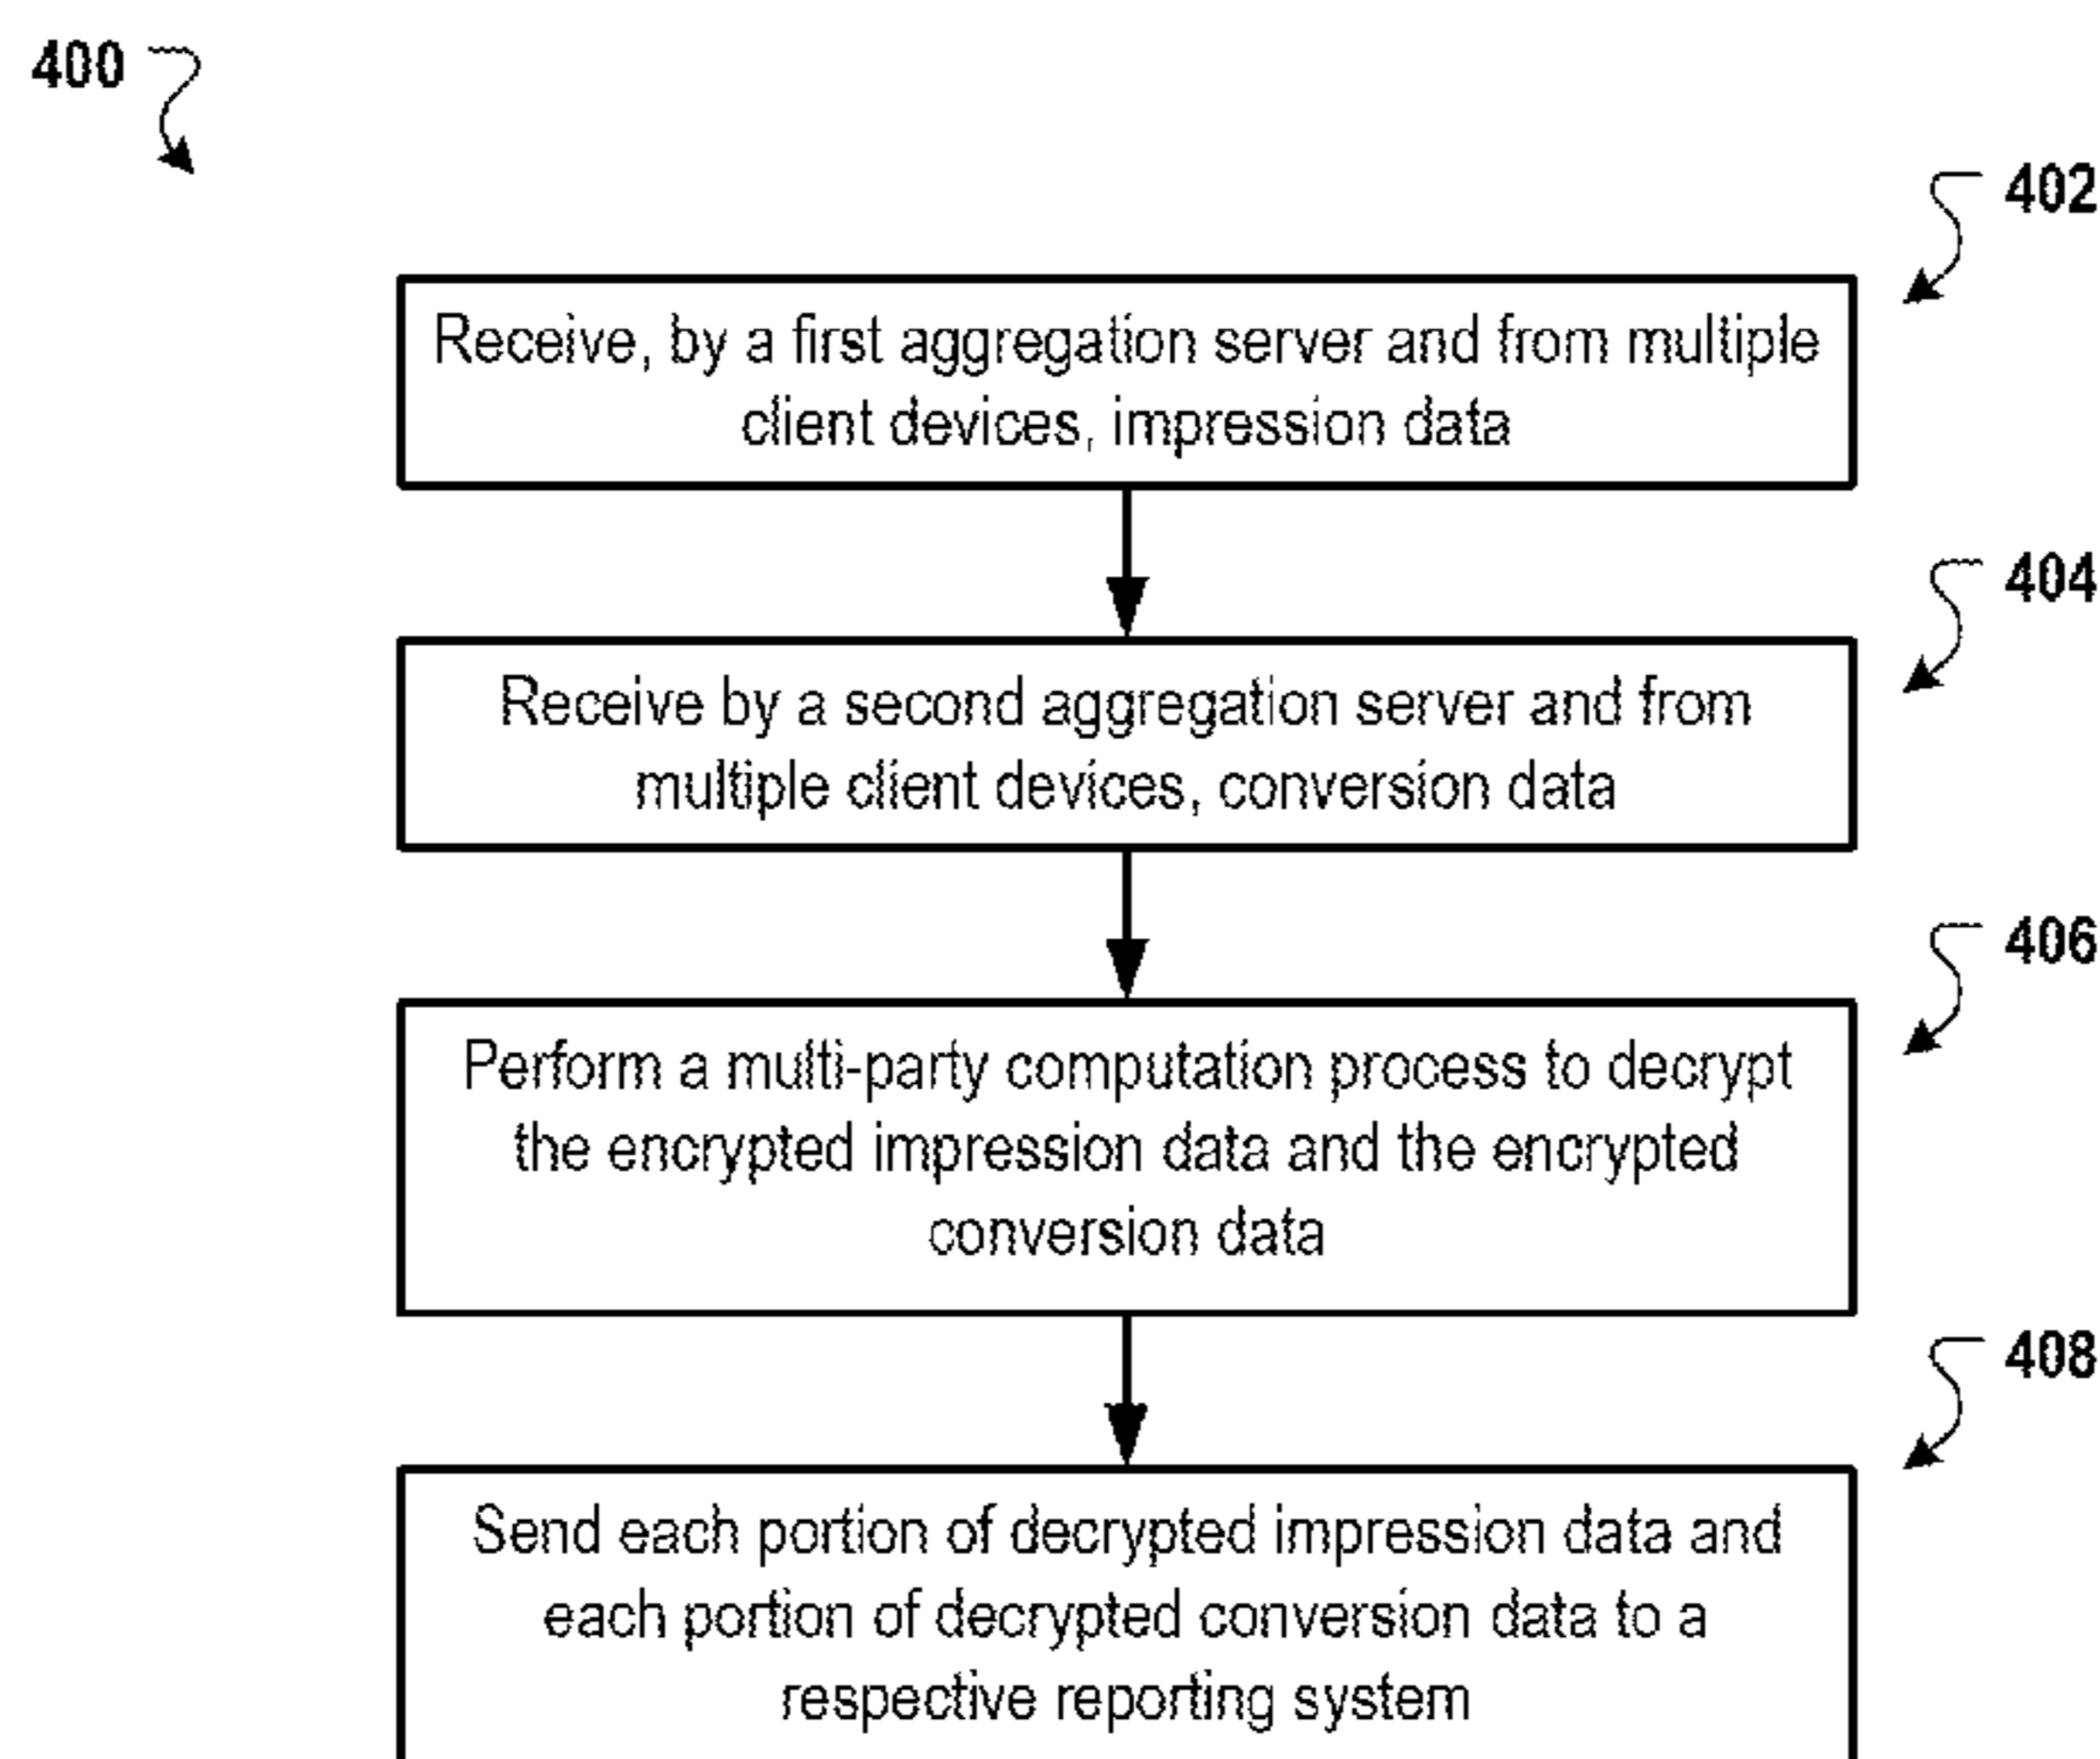 400
402
Receive, by a first aggregation server and from multiple
client devices, impression data
404
Receive by a second aggregation server and from
multiple client devices, conversion data
406
Perform a multi-party computation process to decrypt
the encrypted impression data and the encrypted
conversion data
408
Send each portion of decrypted impression data and
each portion of decrypted conversion data to a
respective reporting system